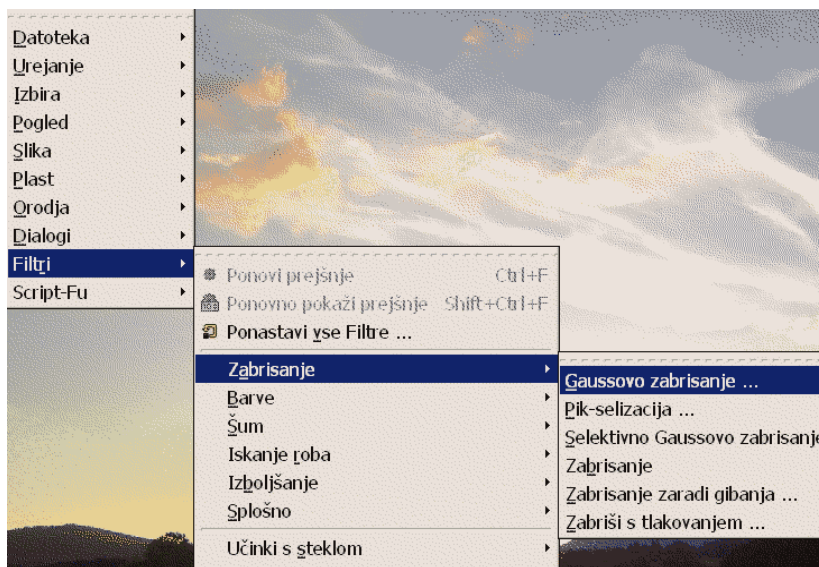 Datoteka
Urejanje
Izbira
Pogled
Slika
Plast
Orodja
Dialogi
Filtri
Script-Fu
Ponovi prejšnje Ctrl+F
Ponovno pokaži prejšnje Shift+Ctrl+F
Ponastavi vse Filtre ...
Zabrisanje
Barve
Šum
Iskanje roba
Izboljšanje
Splošno
Učinki s steklom
Gaussovo zabrisanje ...
Pik-selizacija ...
Selektivno Gaussovo zabrisanje
Zabrisanje
Zabrisanje zaradi gibanja ...
Zabriši s tlakovanjem ...